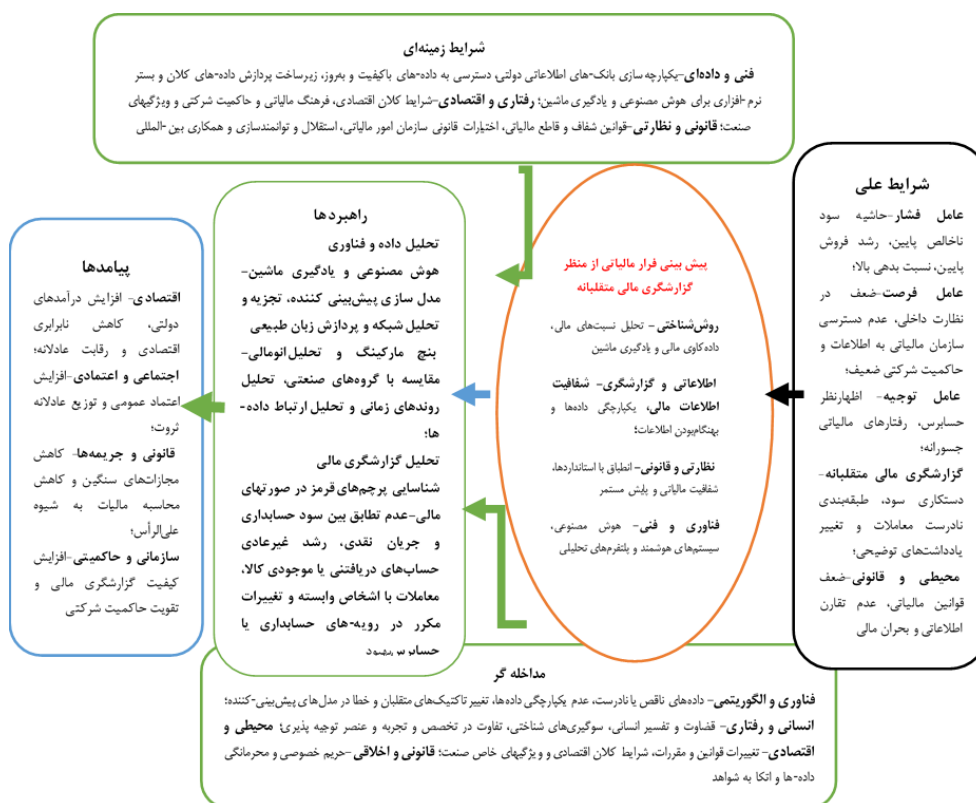 شرایط زمینه‌ای
فنی و داده‌ای-یکپارچه سازی بانک-های اطلاعاتی دولتی، دسترسی به داده-های باکیفیت و به‌روز، زیرساخت پردازش داده-های کلان و بستر
نرم -افزاری برای هوش مصنوعی و یادگیری ماشین؛ رفتاری و اقتصادی-شرایط کلان اقتصادی، فرهنگ مالیاتی و حاکمیت شرکتی و ویژگیهای
صنعت؛ قانونی و نظارتی-قوانین شفاف و قاطع مالیاتی، اختیارات قانونی سازمان امور مالیاتی، استقلال و توانمندسازی و همکاری بین -المللی
شرایط علی
عامل فشار-حاشیه سود
ناخالص پایین، رشد فروش
پایین، نسبت بدهی بالا؛
عامل فرصت-ضعف در
نظارت داخلی، عدم دسترسی
سازمان مالیاتی به اطلاعات و
حاکمیت شرکتی ضعیف؛
عامل توجیه- اظهارنظر
حسابرس، رفتارهای مالیاتی
جسورانه؛
گزارشگری مالی متقلبانه-
دستکاری سود، طبقه‌بندی
نادرست معاملات و تغییر
یادداشتهای توضیحی؛
محیطی و قانونی-ضعف
قوانین مالیاتی، عدم تقارن
اطلاعاتی و بحران مالی
پیش بینی فرار مالیاتی از منظر
گزارشگری مالی متقلبانه
روش‌شناختی- تحلیل نسبت‌های مالی،
داده‌کاوی مالی و یادگیری ماشین
اطلاعاتی و گزارشگری- شفافیت
اطلاعات مالی، یکپارچگی داده‌ها و
بهنگام‌بودن اطلاعات؛
نظارتی و قانونی- انطباق با استانداردها،
شفافیت مالیاتی و پایش مستمر
فناوری و فنی- هوش مصنوعی،
سیستم‌های هوشمند و پلتفرم‌های تحلیلی
راهبردها
تحلیل داده و فناوری
هوش مصنوعی و یادگیری ماشین-
مدل سازی پیش‌بینی کننده، تجزیه و
تحلیل شبکه و پردازش زبان طبیعی
بنچ مارکینگ و تحلیل‌انومالی-
مقایسه با گروه‌های صنعتی، تحلیل
روندهای زمانی و تحلیل ارتباط داده-
ها؛
تحلیل گزارشگری مالی
شناسایی پرچم‌های قرمز در صورتهای
مالی-عدم تطابق بین سود حسابداری
و جریان نقدی، رشد غیرعادی
حساب‌های دریافتنی یا موجودی کالا،
معاملات با اشخاص وابسته و تغییرات
مکرر در رویه-های حسابداری یا
حسابرس‌بهبود
پیامدها
اقتصادی- افزایش درآمدهای
دولتی، کاهش نابرابری
اقتصادی و رقابت عادلانه؛
اجتماعی و اعتمادی-افزایش
اعتماد عمومی و توزیع عادلانه
ثروت؛
قانونی و جریمه‌ها- کاهش
مجازات‌های سنگین و کاهش
محاسبه مالیات به شیوه
علی‌الرأس؛
سازمانی و حاکمیتی-افزایش
کیفیت گزارشگری مالی و
تقویت حاکمیت شرکتی
مداخله گر
فناوری و الگوریتمی- داده‌های ناقص یا نادرست، عدم یکپارچگی داده‌ها، تغییر تاکتیک‌های متقلبان و خطا در مدل های پیش‌بینی-کننده؛
انسانی و رفتاری- قضاوت و تفسیر انسانی، سوگیری‌های شناختی، تفاوت در تخصص و تجربه و عنصر توجیه پذیری؛ محیطی و
اقتصادی- تغییرات قوانین و مقررات، شرایط کلان اقتصادی و ویژگیهای خاص صنعت؛ قانونی و اخلاقی-حریم خصوصی و محرمانگی
داده-ها و اتکا به شواهد